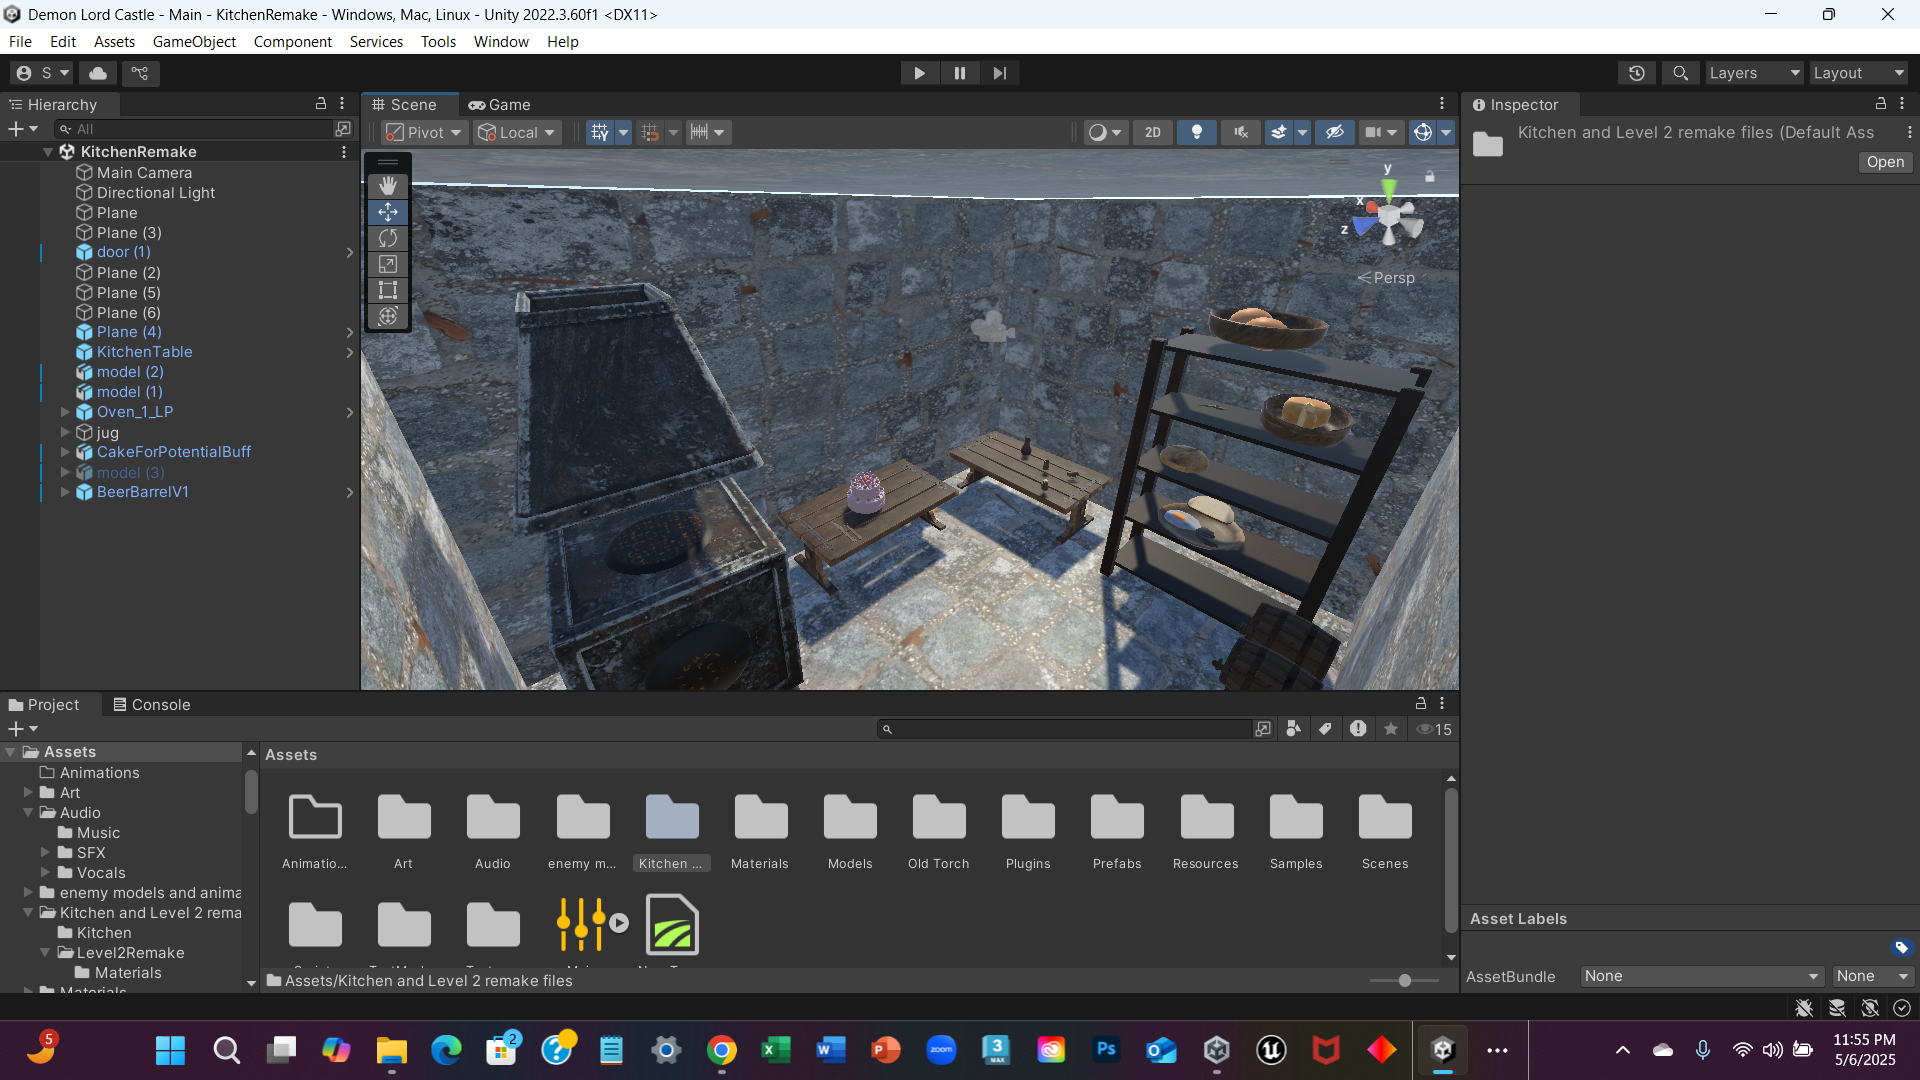 Demon Lord Castle - Main - KitchenRemake - Windows, Mac, Linux - Unity 2022.3.60f1 <DX11>
File Edit Assets GameObject Component Services Tools Window Help
S Layers Layout
Hierarchy
All
KitchenRemake
Main Camera
Directional Light
Plane
Plane (3)
door (1)
Plane (2)
Plane (5)
Plane (6)
Plane (4)
KitchenTable
model (2)
model (1)
Oven_1_LP
jug
CakeForPotentialBuff
model (3)
BeerBarrelV1
Scene Game
Pivot Local 2D
y
x
z
Persp
Inspector
Kitchen and Level 2 remake files (Default Ass
Open
Project Console
15
Assets
Animations
Art
Audio
Music
SFX
Vocals
enemy models and anima
Kitchen and Level 2 rema
Kitchen
Level2Remake
Materials
Materials
Assets
Animatio... Art Audio enemy m... Kitchen ... Materials Models Old Torch Plugins Prefabs Resources Samples Scenes
Assets/Kitchen and Level 2 remake files
Asset Labels
AssetBundle None None
5
2
zoom
3
MAX
Ps
11:55 PM
5/6/2025